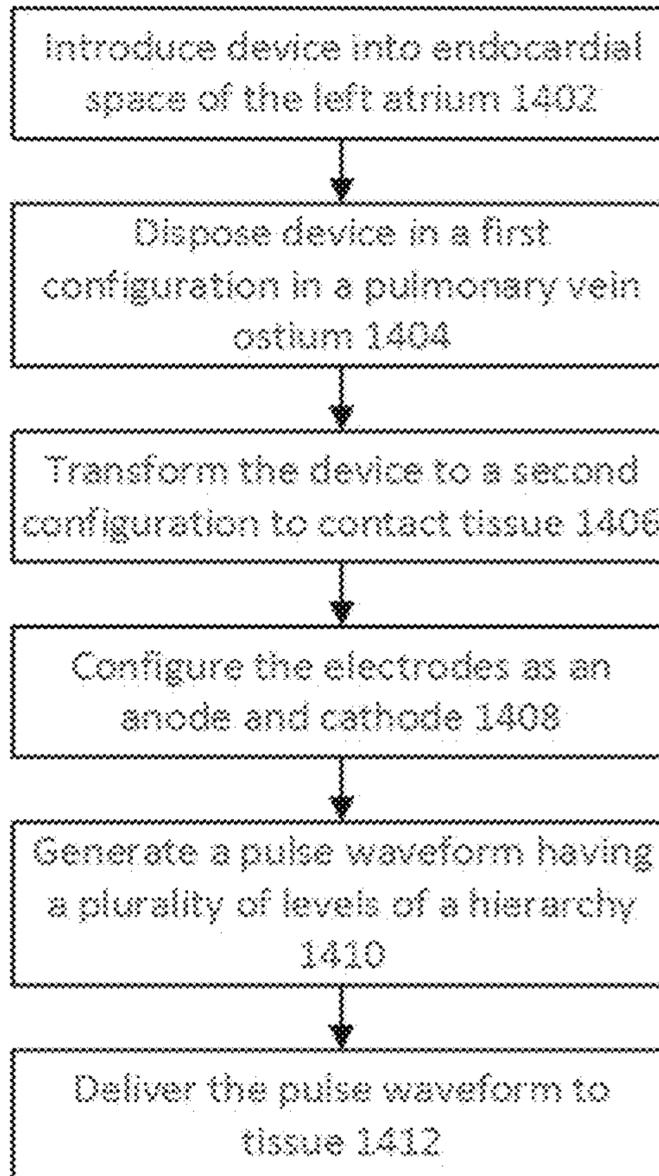 Introduce device into endocardial
space of the left atrium 1402
Dispose device in a first
configuration in a pulmonary vein
ostium 1404
Transform the device to a second
configuration to contact tissue 1406
Configure the electrodes as an
anode and cathode 1408
Generate a pulse waveform having
a plurality of levels of a hierarchy
1410
Deliver the pulse waveform to
tissue 1412